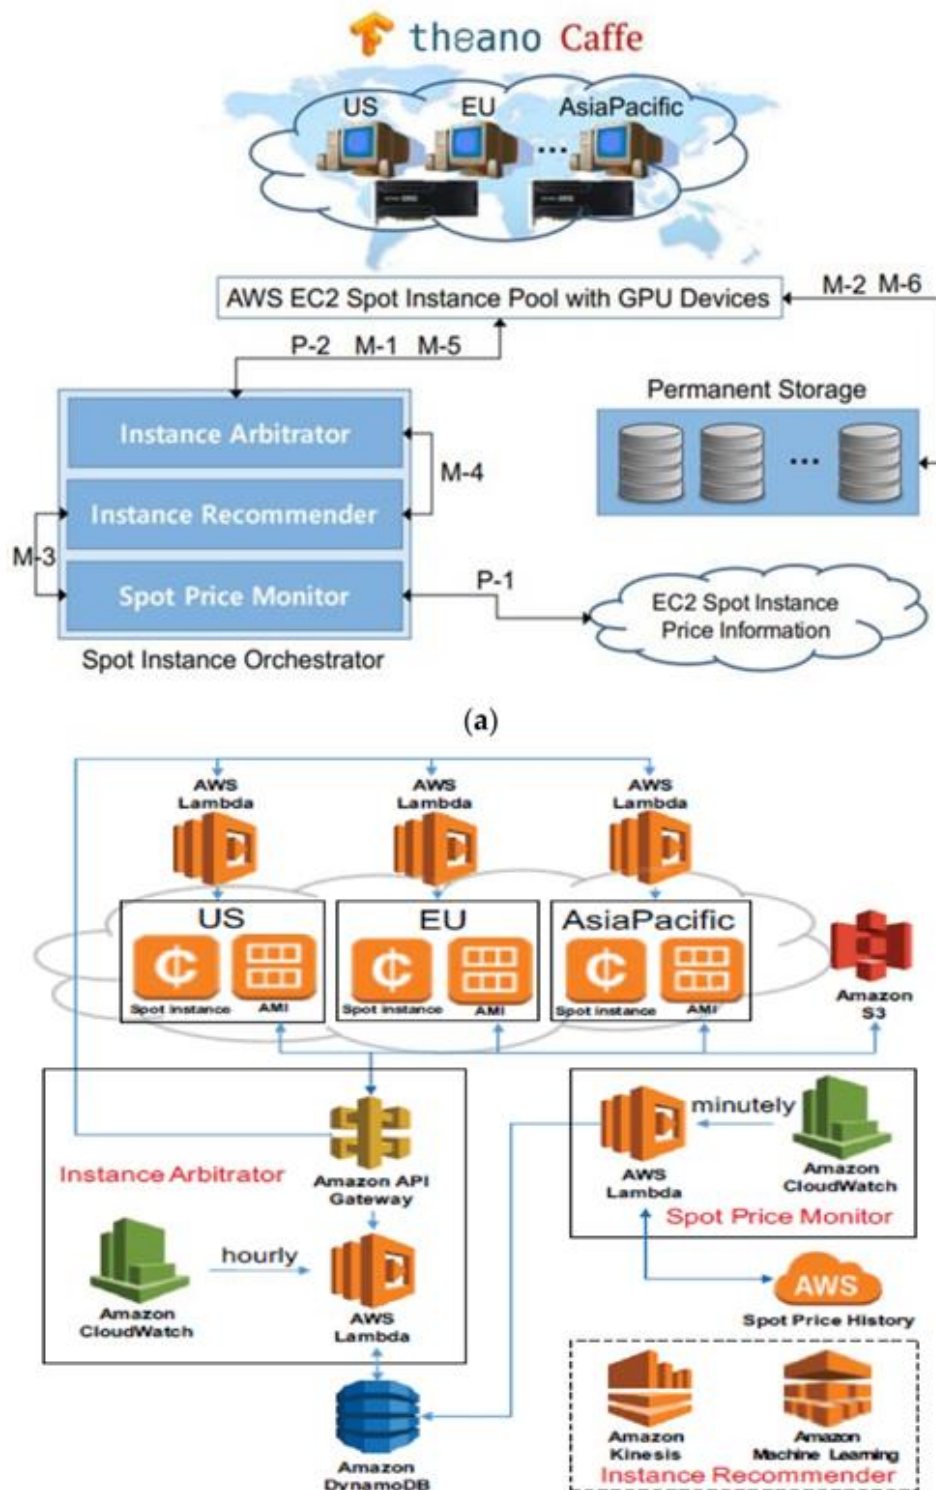 theano Caffe
US EU AsiaPacific
...
AWS EC2 Spot Instance Pool with GPU Devices
M-2 M-6
P-2 M-1 M-5
Permanent Storage
Instance Arbitrator
...
M-4
Instance Recommender
M-3
P-1
Spot Price Monitor
EC2 Spot Instance
Price Information
Spot Instance Orchestrator
(a)
AWS
Lambda
AWS
Lambda
AWS
Lambda
US
Spot instance AMI
EU
Spot instance AMI
AsiaPacific
Spot instance AMI
Amazon
S3
Instance Arbitrator
Amazon API
Gateway
hourly
Amazon
CloudWatch
AWS
Lambda
Amazon
DynamoDB
minutely
AWS
Lambda
Amazon
CloudWatch
Spot Price Monitor
AWS
Spot Price History
Amazon
Kinesis
Amazon
Machine Learning
Instance Recommender